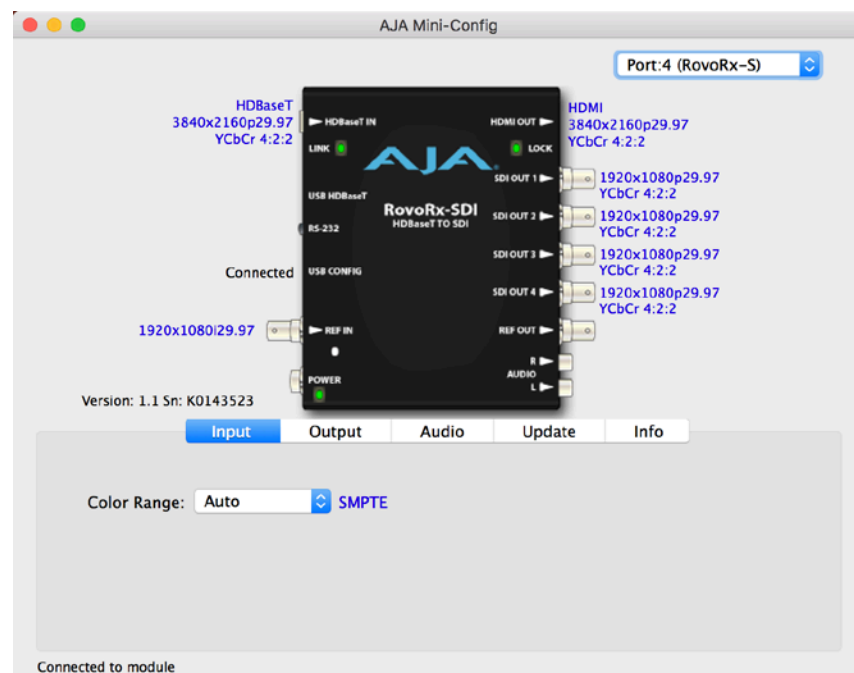 AJA Mini-Config
Port:4 (RovoRx-S)
HDBaseT
3840x2160p29.97
YCbCr 4:2:2
HDBaseT IN
LINK
AJA
USB HDBaseT
RovoRx-SDI
HDBaseT TO SDI
RS-232
Connected
USB CONFIG
1920x1080i29.97
REF IN
POWER
HDMI OUT
HDMI
3840x2160p29.97
YCbCr 4:2:2
LOCK
SDI OUT 1
1920x1080p29.97
YCbCr 4:2:2
SDI OUT 2
1920x1080p29.97
YCbCr 4:2:2
SDI OUT 3
1920x1080p29.97
YCbCr 4:2:2
SDI OUT 4
1920x1080p29.97
YCbCr 4:2:2
REF OUT
R
AUDIO
L
Version: 1.1 Sn: K0143523
Input Output Audio Update Info
Color Range: Auto SMPTE
Connected to module